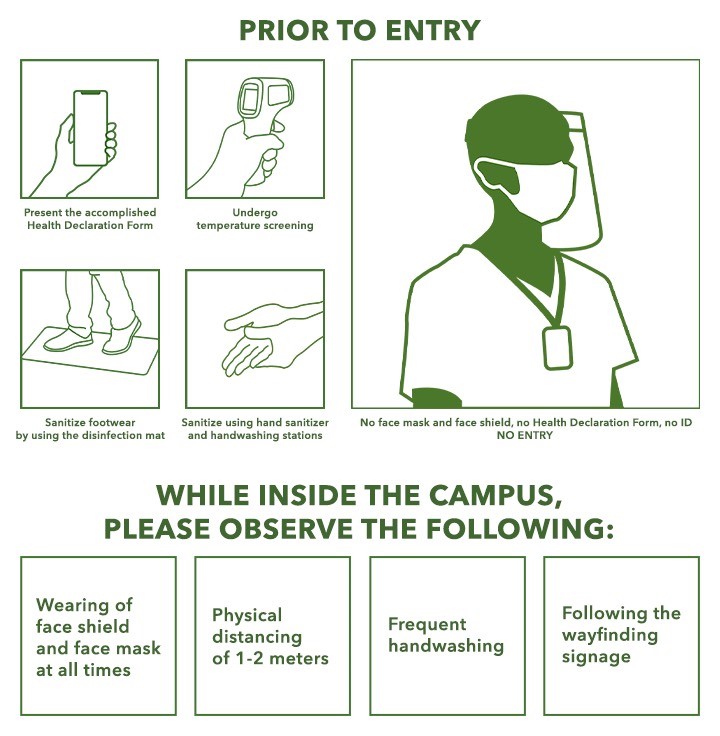 PRIOR TO ENTRY
Present the accomplished
Health Declaration Form
Undergo
temperature screening
Sanitize footwear
by using the disinfection mat
Sanitize using hand sanitizer
and handwashing stations
No face mask and face shield, no Health Declaration Form, no ID
NO ENTRY
WHILE INSIDE THE CAMPUS,
PLEASE OBSERVE THE FOLLOWING:
Wearing of
face shield
and face mask
at all times
Physical
distancing
of 1-2 meters
Frequent
handwashing
Following the
wayfinding
signage